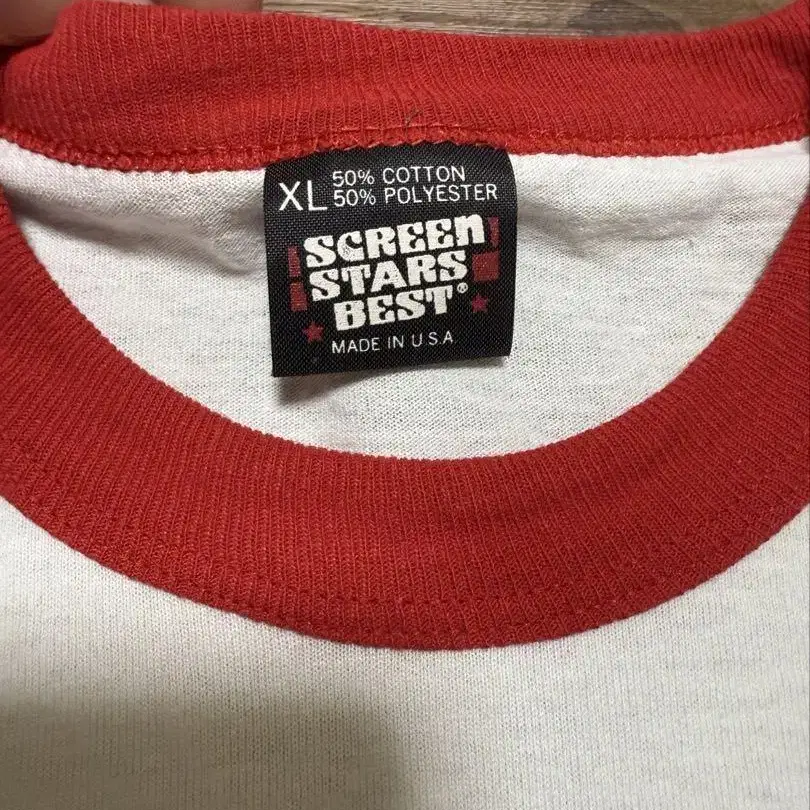 XL 50% COTTON
50% POLYESTER
SCREEN
STARS
BEST®
MADE IN U.S.A